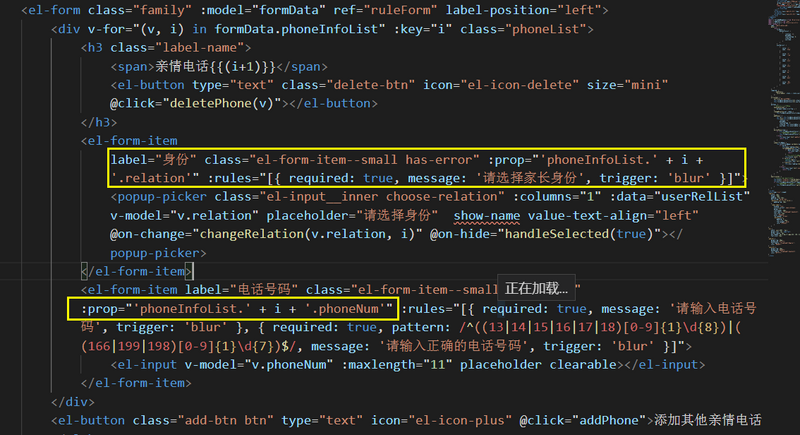 <el-form class="family" :model="formData" ref="ruleForm" label-position="left">
<div v-for="(v, i) in formData.phoneInfoList" :key="i" class="phoneList">
<h3 class="label-name">
<span>亲情电话{{(i+1)}}</span>
<el-button type="text" class="delete-btn" icon="el-icon-delete" size="mini"
@click="deletePhone(v)"></el-button>
</h3>
<el-form-item
label="身份" class="el-form-item--small has-error" :prop="'phoneInfoList.' + i +
'.relation'" :rules="[{ required: true, message: '请选择家长身份', trigger: 'blur' }]">
<popup-picker class="el-input__inner choose-relation" :columns="1" :data="userRelList"
v-model="v.relation" placeholder="请选择身份" show-name value-text-align="left"
@on-change="changeRelation(v.relation, i)" @on-hide="handleSelected(true)"></
popup-picker>
</el-form-item>
<el-form-item label="电话号码" class="el-form-item--small "
正在加载...
:prop="'phoneInfoList.' + i + '.phoneNum'" :rules="[{ required: true, message: '请输入电话号
码', trigger: 'blur' }, { required: true, pattern: /^((13|14|15|16|17|18)[0-9]{1}\d{8})|(
(166|199|198)[0-9]{1}\d{7})$/, message: '请输入正确的电话号码', trigger: 'blur' }]">
<el-input v-model="v.phoneNum" :maxlength="11" placeholder clearable></el-input>
</el-form-item>
</div>
<el-button class="add-btn btn" type="text" icon="el-icon-plus" @click="addPhone">添加其他亲情电话